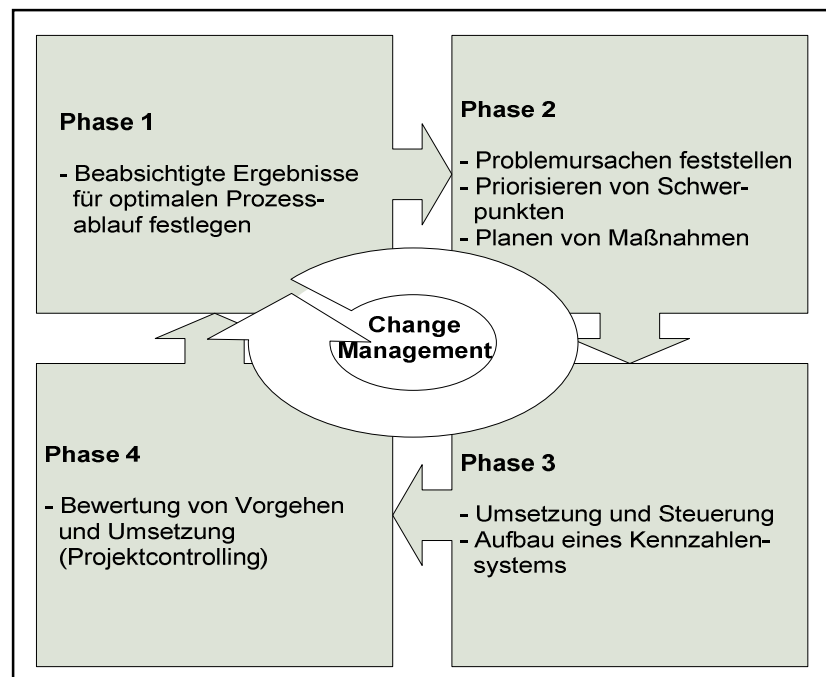 Phase 1
- Beabsichtigte Ergebnisse
für optimalen Prozess-
ablauf festlegen
Phase 2
- Problemursachen feststellen
- Priorisieren von Schwer-
punkten
- Planen von Maßnahmen
Change
Management
Phase 3
- Umsetzung und Steuerung
- Aufbau eines Kennzahlen-
systems
Phase 4
- Bewertung von Vorgehen
und Umsetzung
(Projektcontrolling)